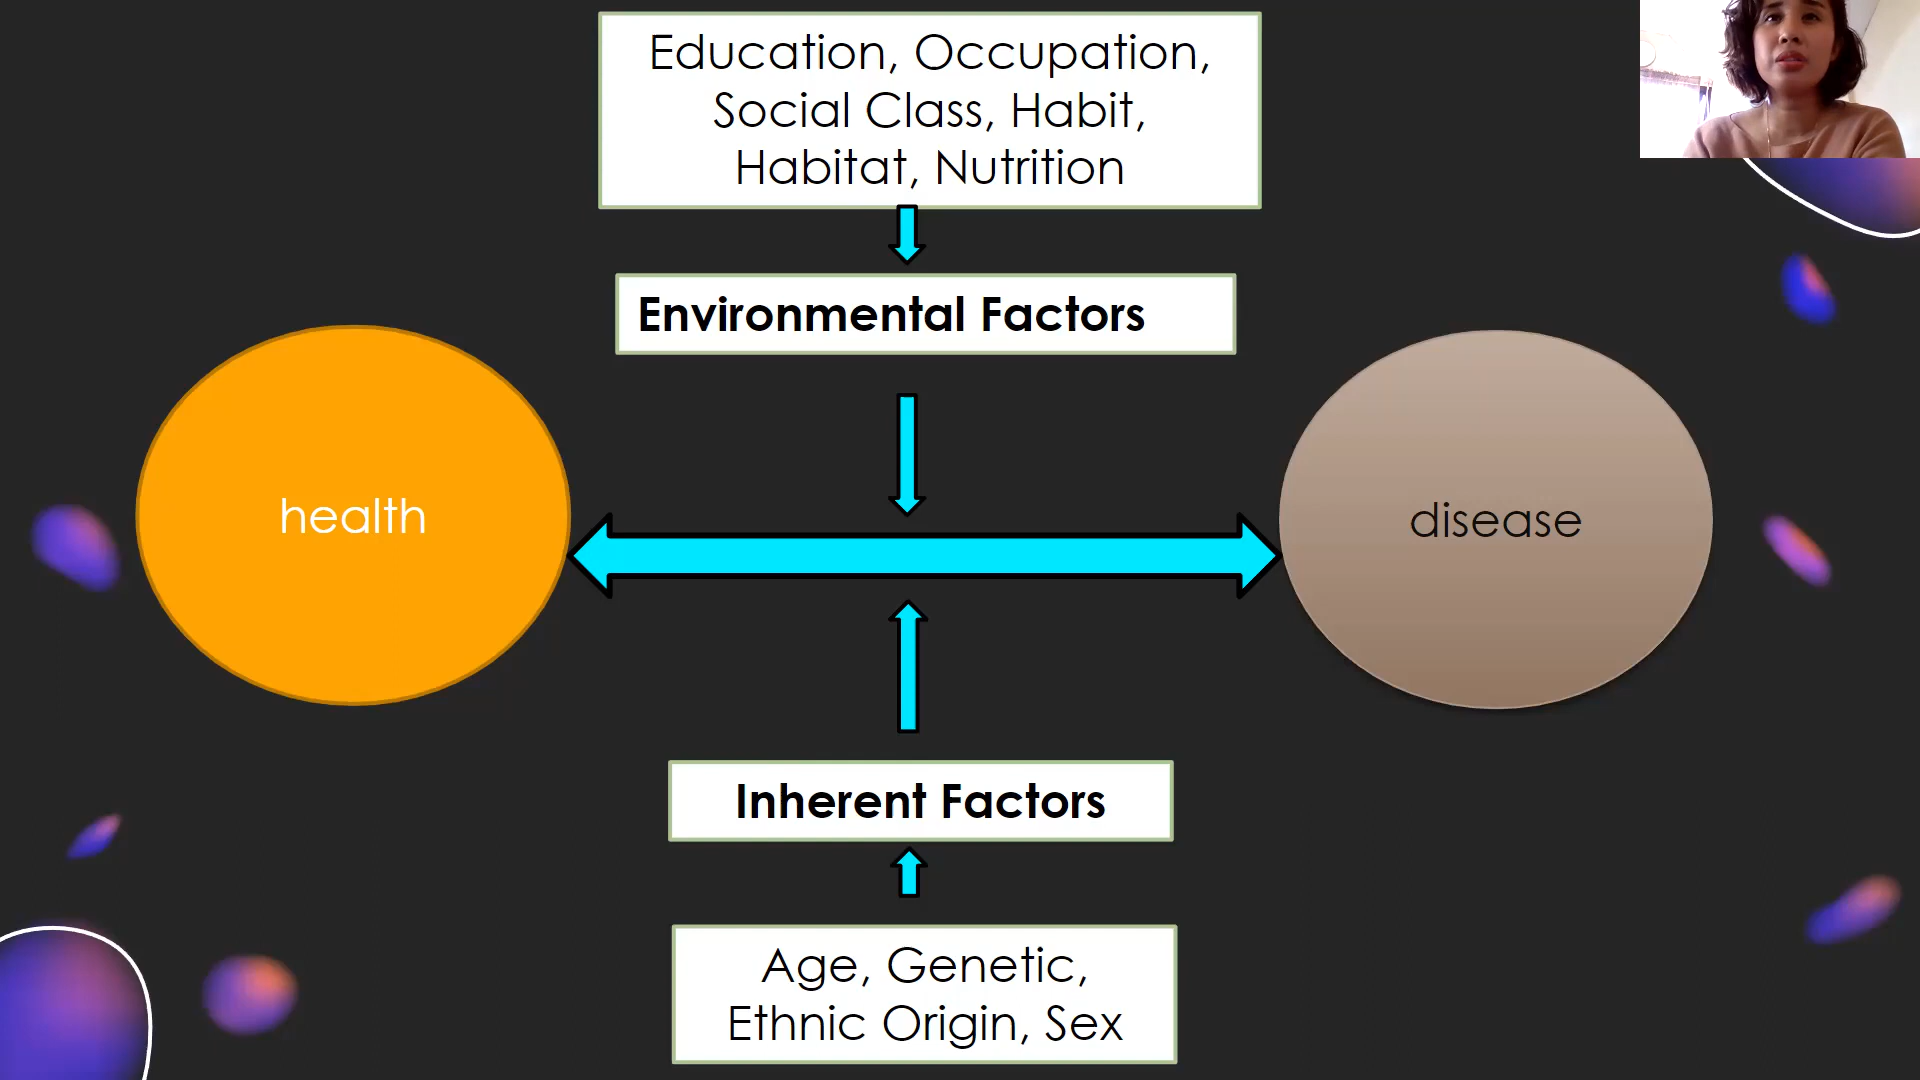 Education, Occupation,
Social Class, Habit,
Habitat, Nutrition
Environmental Factors
health
disease
Inherent Factors
Age, Genetic,
Ethnic Origin, Sex